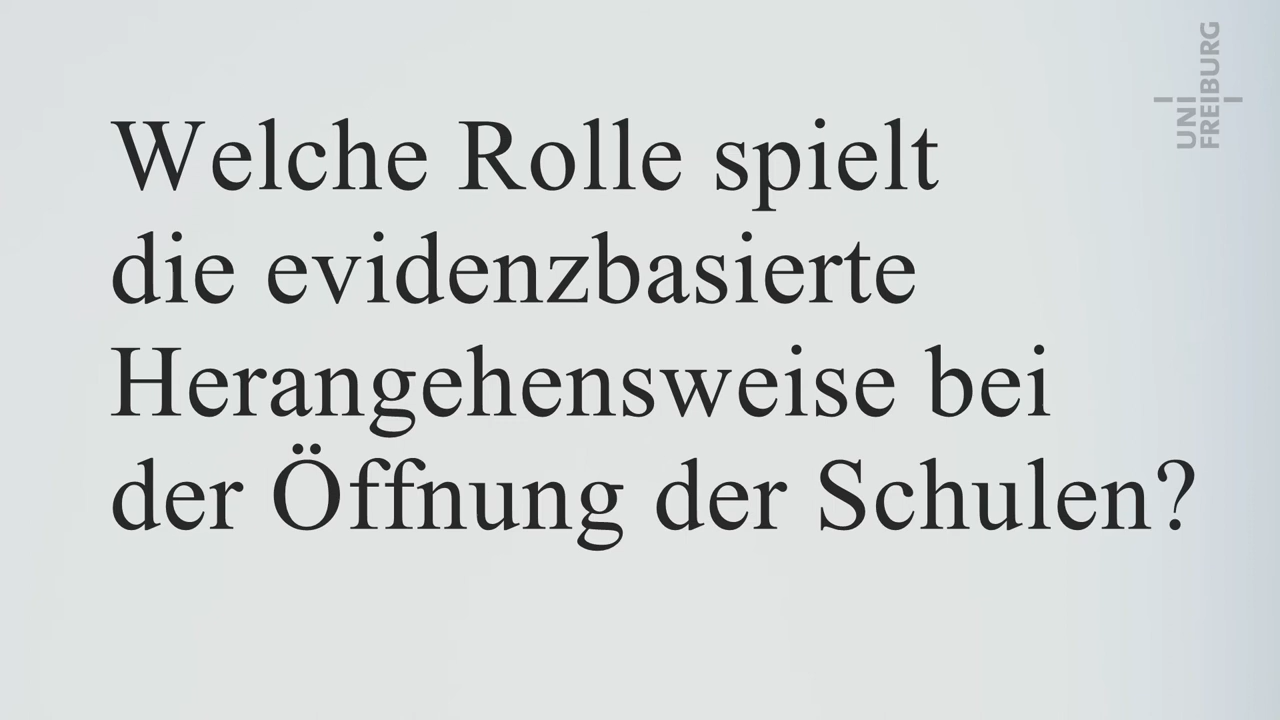 Welche Rolle spielt
die evidenzbasierte
Herangehensweise bei
der Öffnung der Schulen?
UNI
FREIBURG